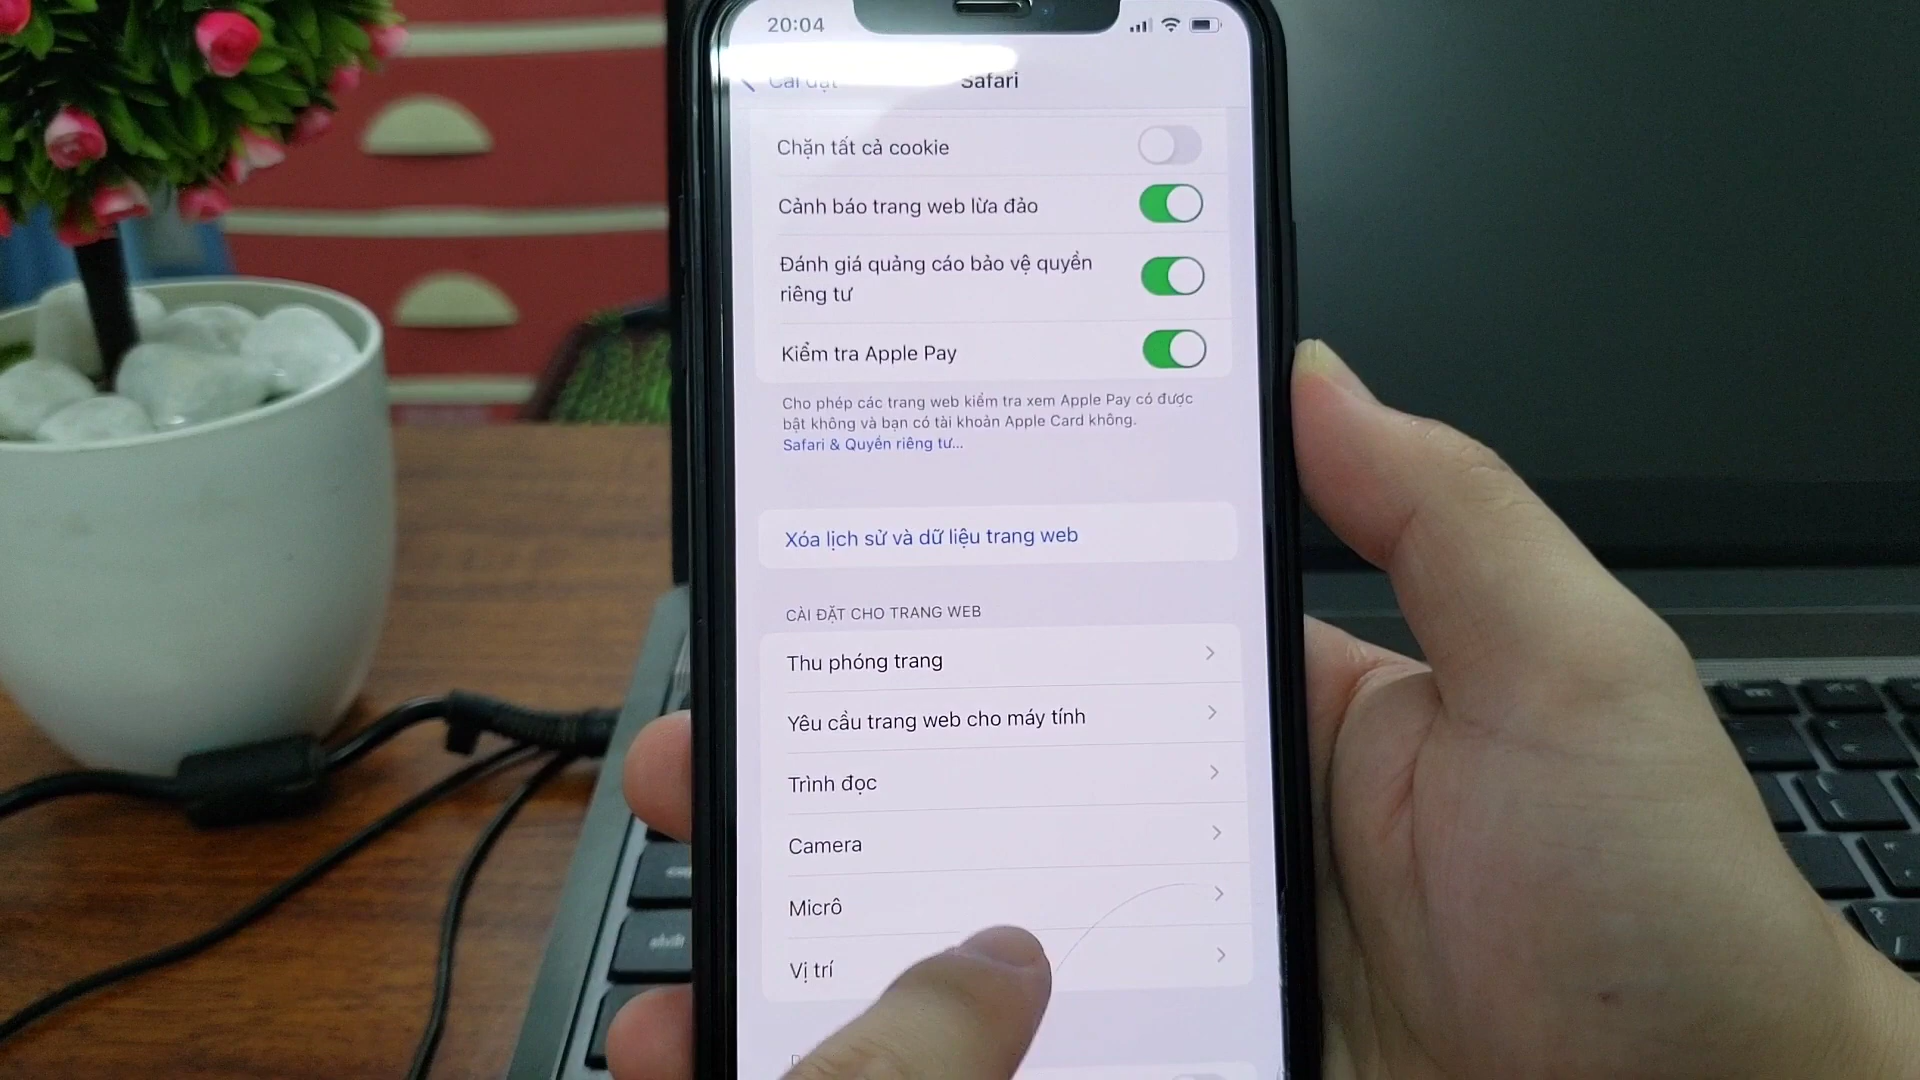 20:04
Cài đặt
Safari
Chặn tất cả cookie
Cảnh báo trang web lừa đảo
Đánh giá quảng cáo bảo vệ quyền
riêng tư
Kiểm tra Apple Pay
Cho phép các trang web kiểm tra xem Apple Pay có được
bật không và bạn có tài khoản Apple Card không.
Safari & Quyền riêng tư...
Xóa lịch sử và dữ liệu trang web
CÀI ĐẶT CHO TRANG WEB
Thu phóng trang
Yêu cầu trang web cho máy tính
Trình đọc
Camera
Micrô
Vị trí
shift